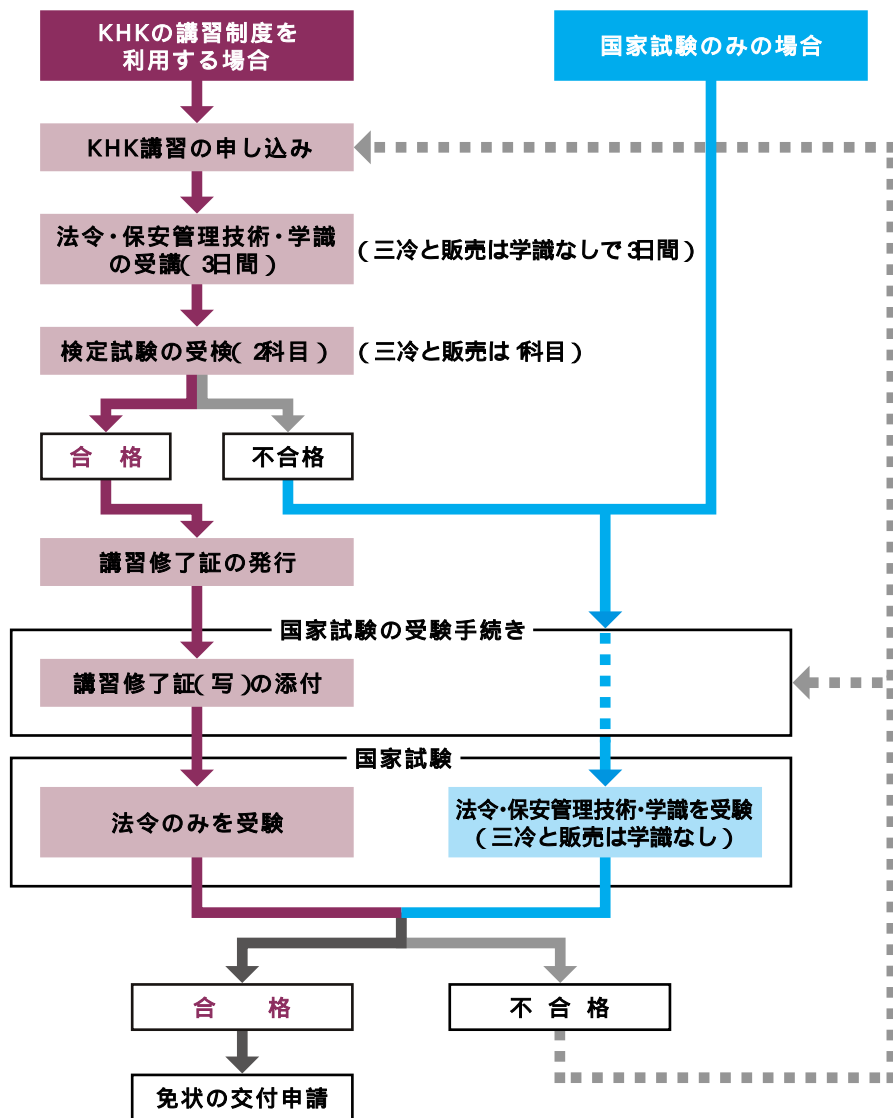 KHKの講習制度を
利用する場合
国家試験のみの場合
KHK講習の申し込み
法令・保安管理技術・学識
の受講（3日間）
（三冷と販売は学識なしで3日間）
検定試験の受検（2科目）
（三冷と販売は1科目）
合　格
不合格
講習修了証の発行
国家試験の受験手続き
講習修了証（写）の添付
国家試験
法令のみを受験
法令・保安管理技術・学識を受験
（三冷と販売は学識なし）
合　格
不 合 格
免状の交付申請